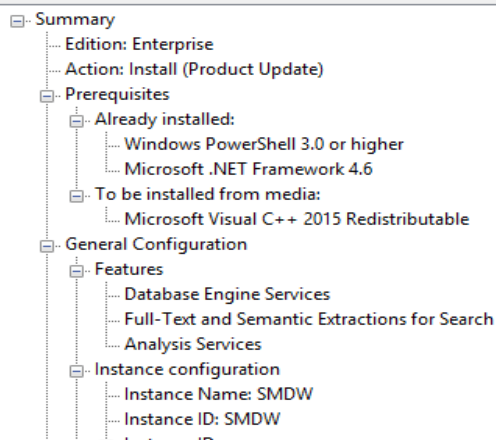 Summary
Edition: Enterprise
Action: Install (Product Update)
Prerequisites
Already installed:
Windows PowerShell 3.0 or higher
Microsoft .NET Framework 4.6
To be installed from media:
Microsoft Visual C++ 2015 Redistributable
General Configuration
Features
Database Engine Services
Full-Text and Semantic Extractions for Search
Analysis Services
Instance configuration
Instance Name: SMDW
Instance ID: SMDW